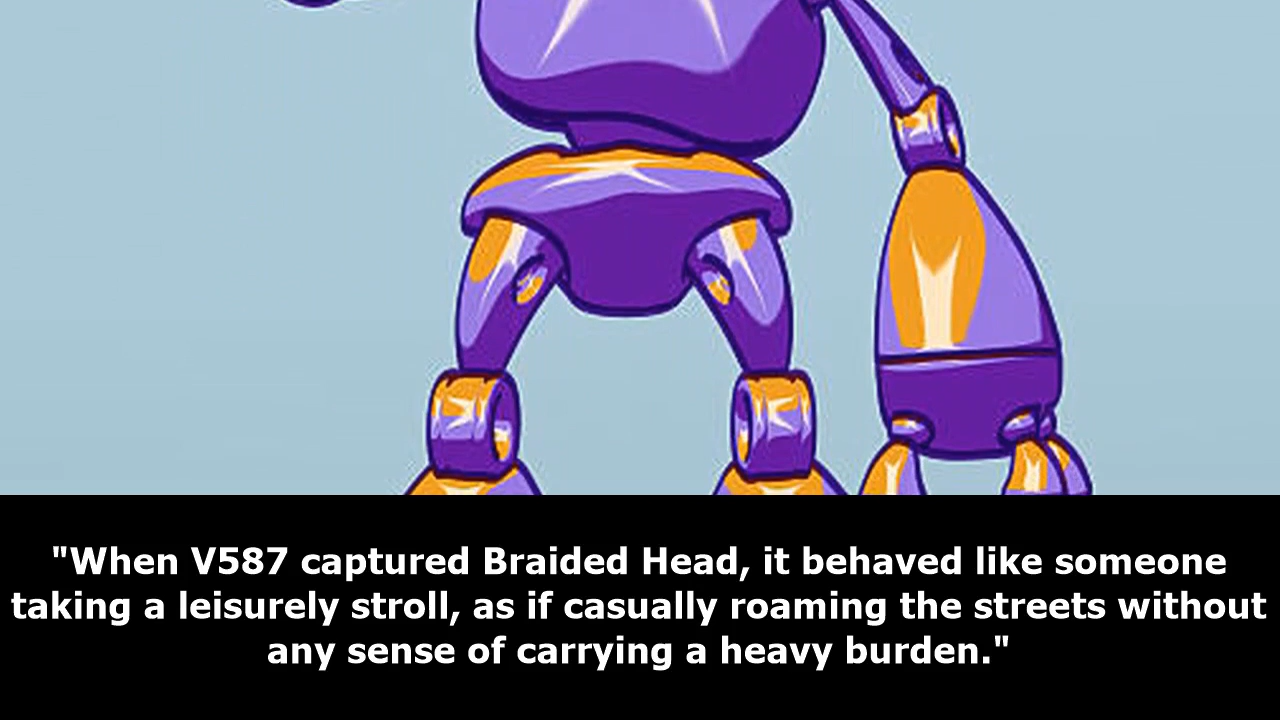 "When V587 captured Braided Head, it behaved like someone
taking a leisurely stroll, as if casually roaming the streets without
any sense of carrying a heavy burden."